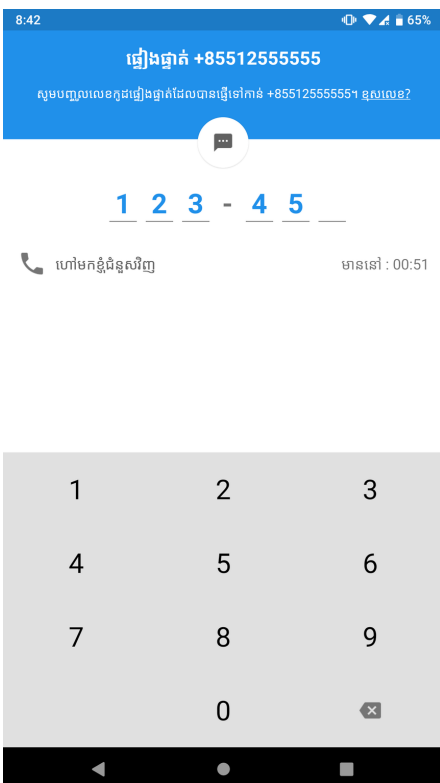 8:42 65%
ផ្ទៀងផ្ទាត់ +85512555555
សូមបញ្ចូលលេខកូដផ្ទៀងផ្ទាត់ដែលបានផ្ញើទៅកាន់ +85512555555។ ខុសលេខ?
1 2 3 - 4 5
ហៅមកខ្ញុំជំនួសវិញ មាននៅ : 00:51
1 2 3
4 5 6
7 8 9
0